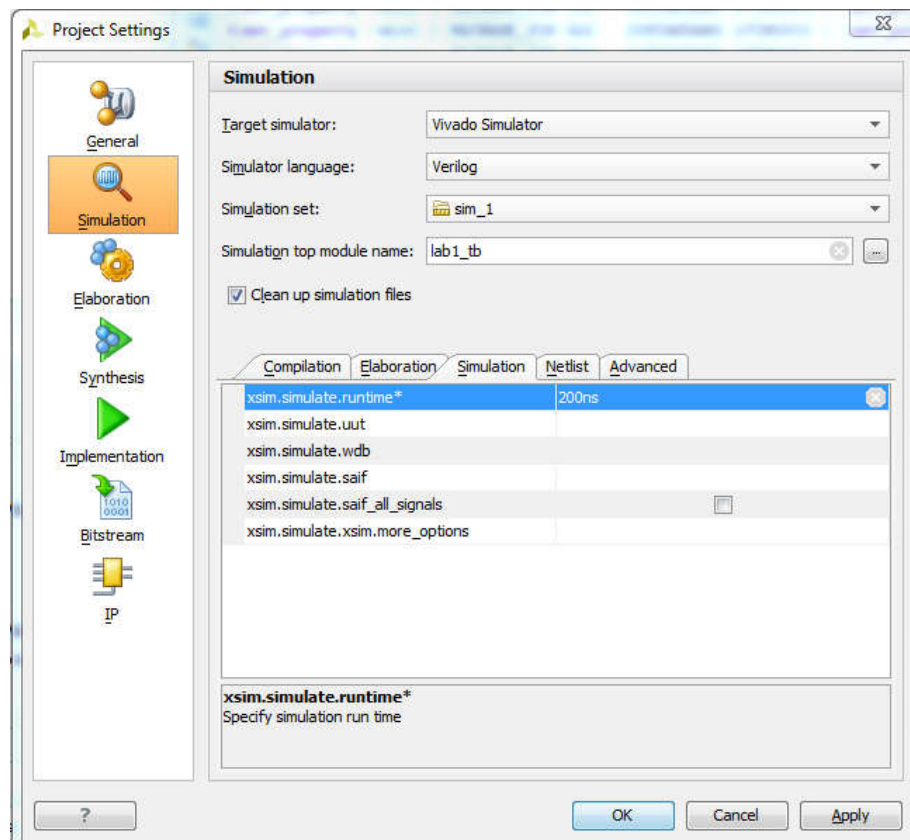 Project Settings
General
Simulation
Elaboration
Synthesis
Implementation
1010
0001
Bitstream
IP
Simulation
Target simulator: Vivado Simulator
Simulator language: Verilog
Simulation set: sim_1
Simulation top module name: lab1_tb ...
Clean up simulation files
Compilation Elaboration Simulation Netlist Advanced
xsim.simulate.runtime* 200ns
xsim.simulate.uut
xsim.simulate.wdb
xsim.simulate.saif
xsim.simulate.saif_all_signals
xsim.simulate.xsim.more_options
xsim.simulate.runtime*
Specify simulation run time
? OK Cancel Apply